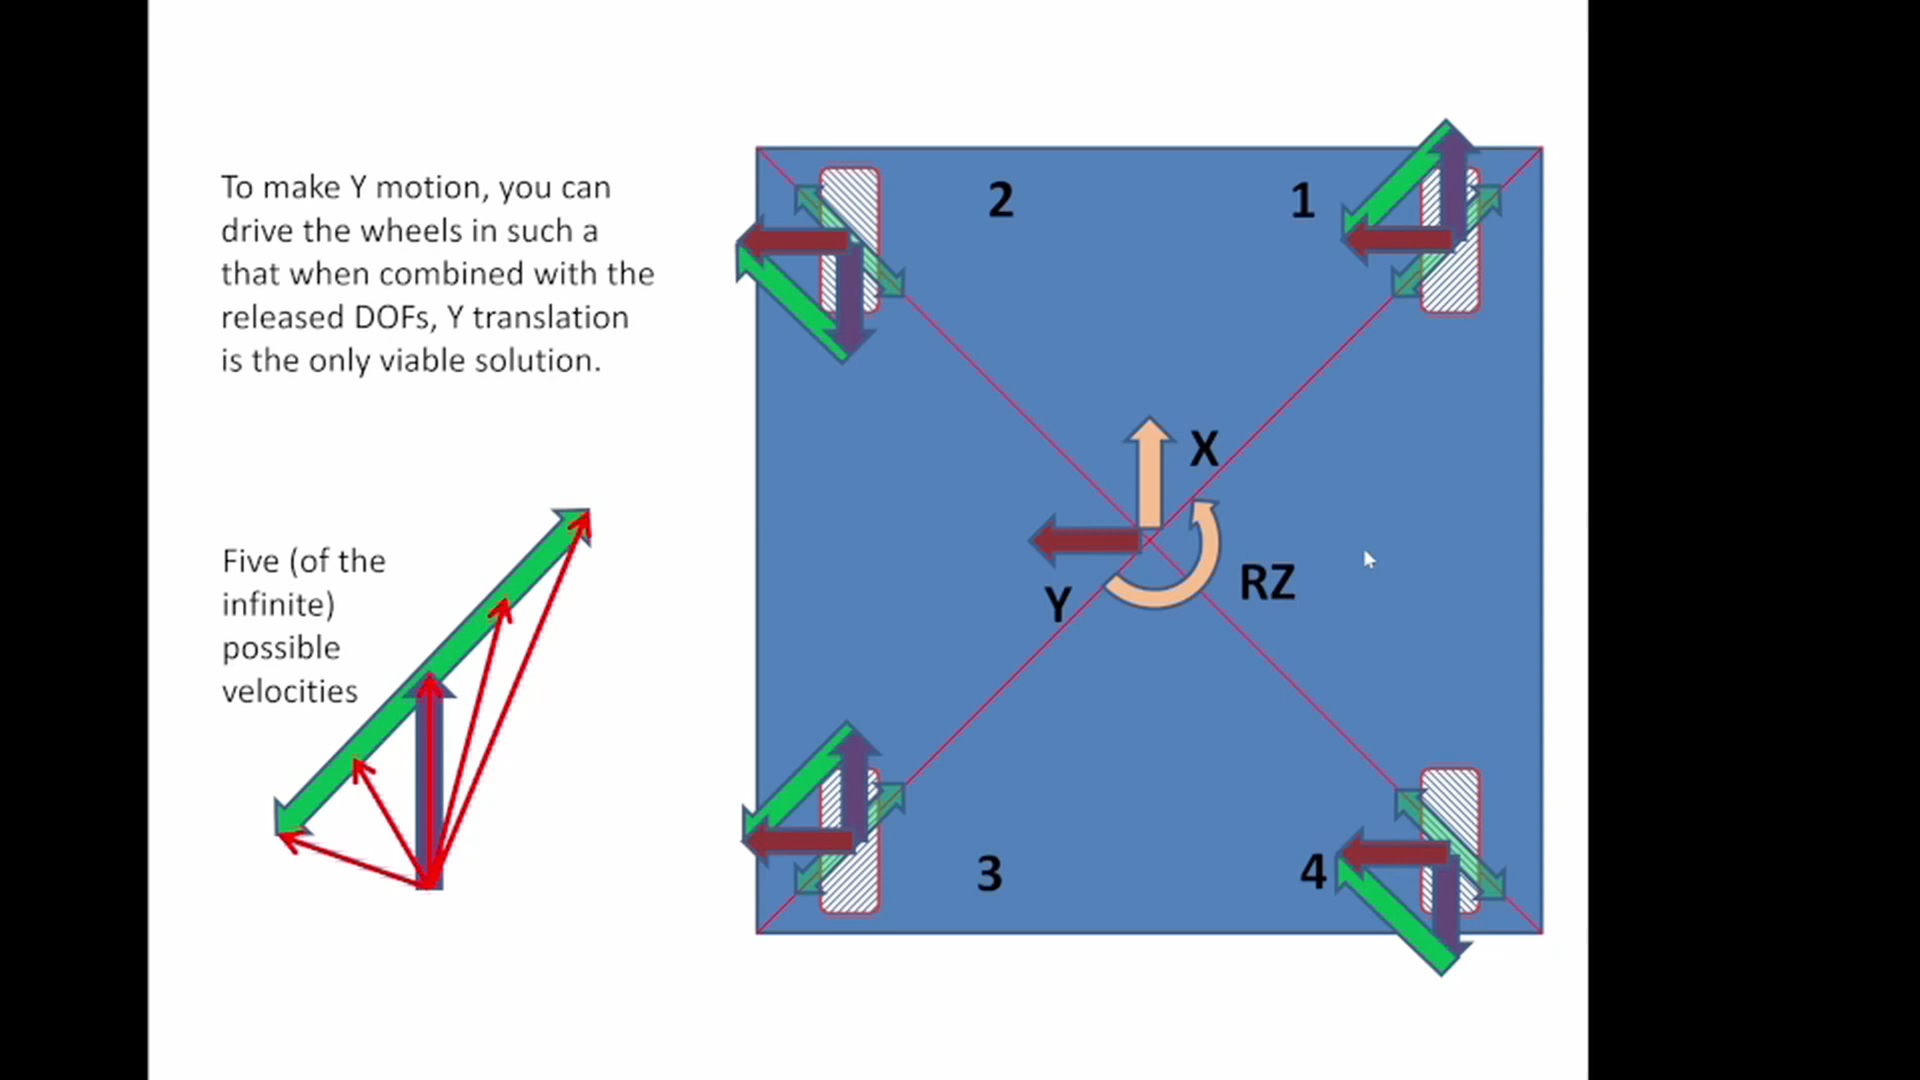 To make Y motion, you can
drive the wheels in such a
that when combined with the
released DOFs, Y translation
is the only viable solution.
Five (of the
infinite)
possible
velocities
2
1
X
RZ
Y
3
4